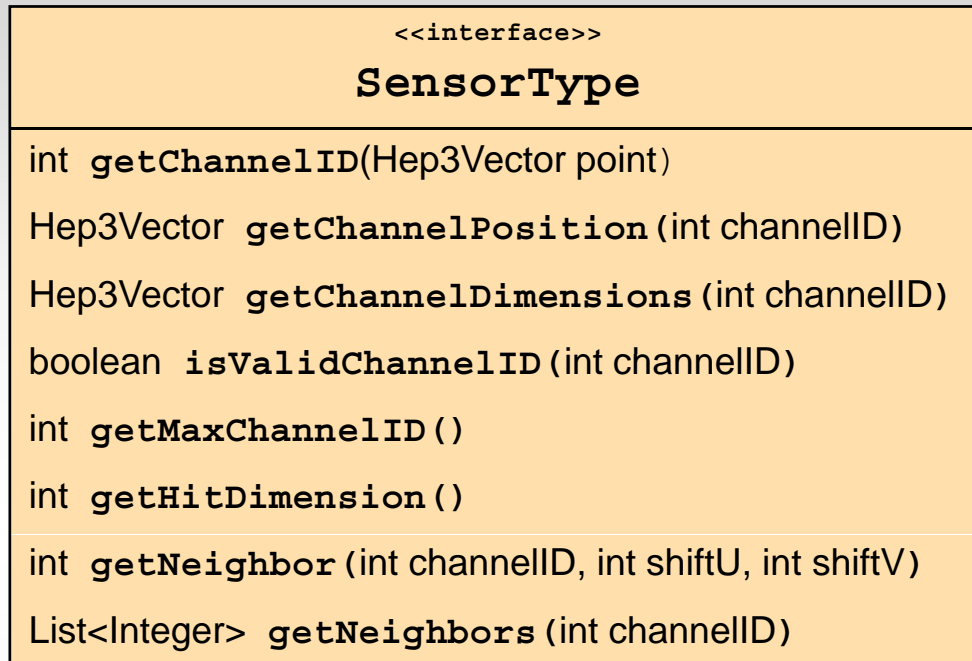 <<interface>>
SensorType
int getChannelID(Hep3Vector point)
Hep3Vector getChannelPosition(int channelID)
Hep3Vector getChannelDimensions(int channelID)
boolean isValidChannelID(int channelID)
int getMaxChannelID()
int getHitDimension()
int getNeighbor(int channelID, int shiftU, int shiftV)
List<Integer> getNeighbors(int channelID)